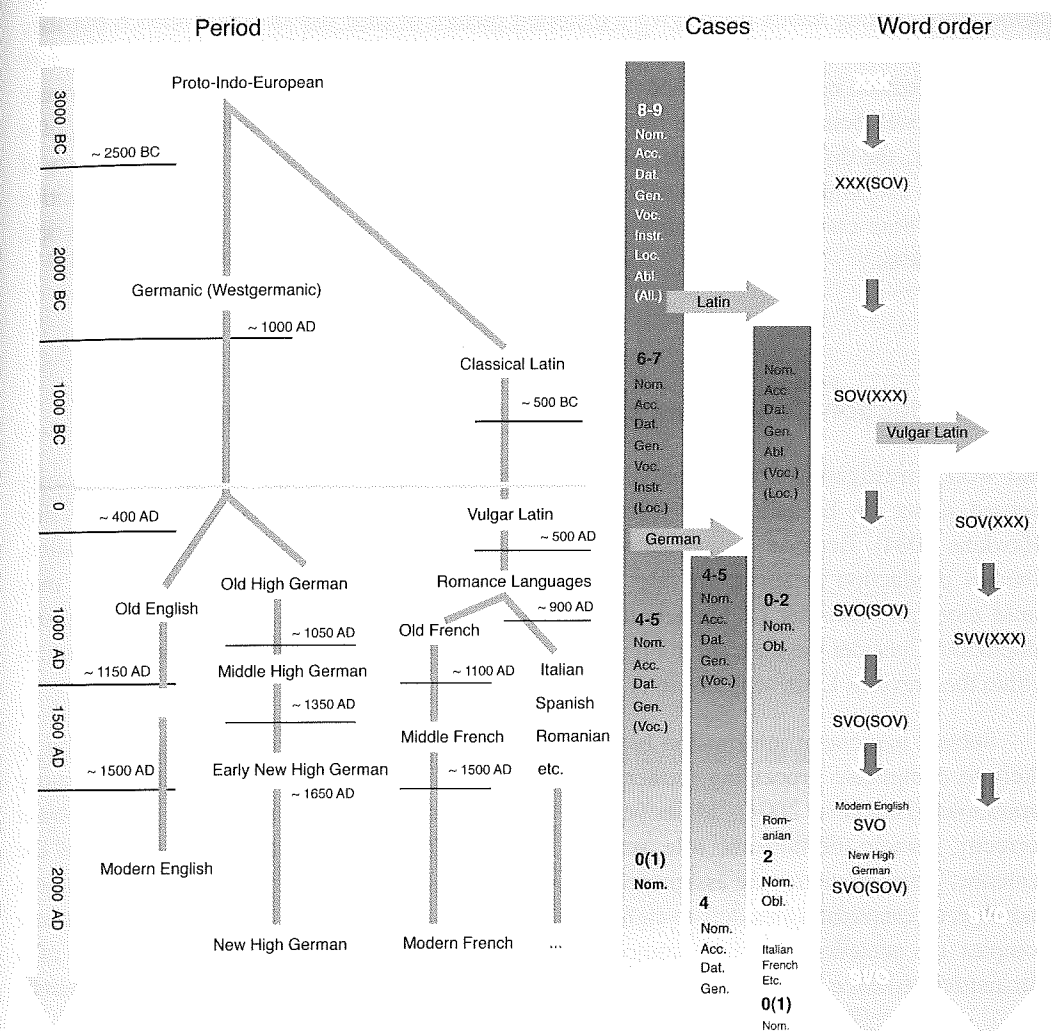 Period
Cases
Word order
3000 BC
2000 BC
1000 BC
0
1000 AD
1500 AD
2000 AD
Proto-Indo-European
~ 2500 BC
Germanic (Westgermanic)
~ 1000 AD
Classical Latin
~ 500 BC
~ 400 AD
Vulgar Latin
~ 500 AD
Old High German
Romance Languages
Old English
~ 900 AD
~ 1050 AD
Old French
~ 1150 AD
Middle High German
~ 1100 AD
Italian
~ 1350 AD
Spanish
Middle French
Romanian
~ 1500 AD
Early New High German
~ 1500 AD
etc.
~ 1650 AD
Modern English
New High German
Modern French
...
8-9
Nom.
Acc.
Dat.
Gen.
Voc.
Instr.
Loc.
Abl.
(All.)
Latin
6-7
Nom.
Acc.
Dat.
Gen.
Voc.
Instr.
(Loc.)
German
4-5
Nom.
Acc.
Dat.
Gen.
(Voc.)
0(1)
Nom.
4-5
Nom.
Acc.
Dat.
Gen.
(Voc.)
4
Nom.
Acc.
Dat.
Gen.
Nom.
Acc
Dat.
Gen.
Abl.
(Voc.)
(Loc.)
0-2
Nom.
Obl.
Rom-
anian
2
Nom.
Obl.
Italian
French
Etc.
0(1)
Nom.
XXX
XXX(SOV)
SOV(XXX)
Vulgar Latin
SVO(SOV)
SVO(SOV)
Modern English
SVO
New High
German
SVO(SOV)
SVO
SOV(XXX)
SVV(XXX)
SVO